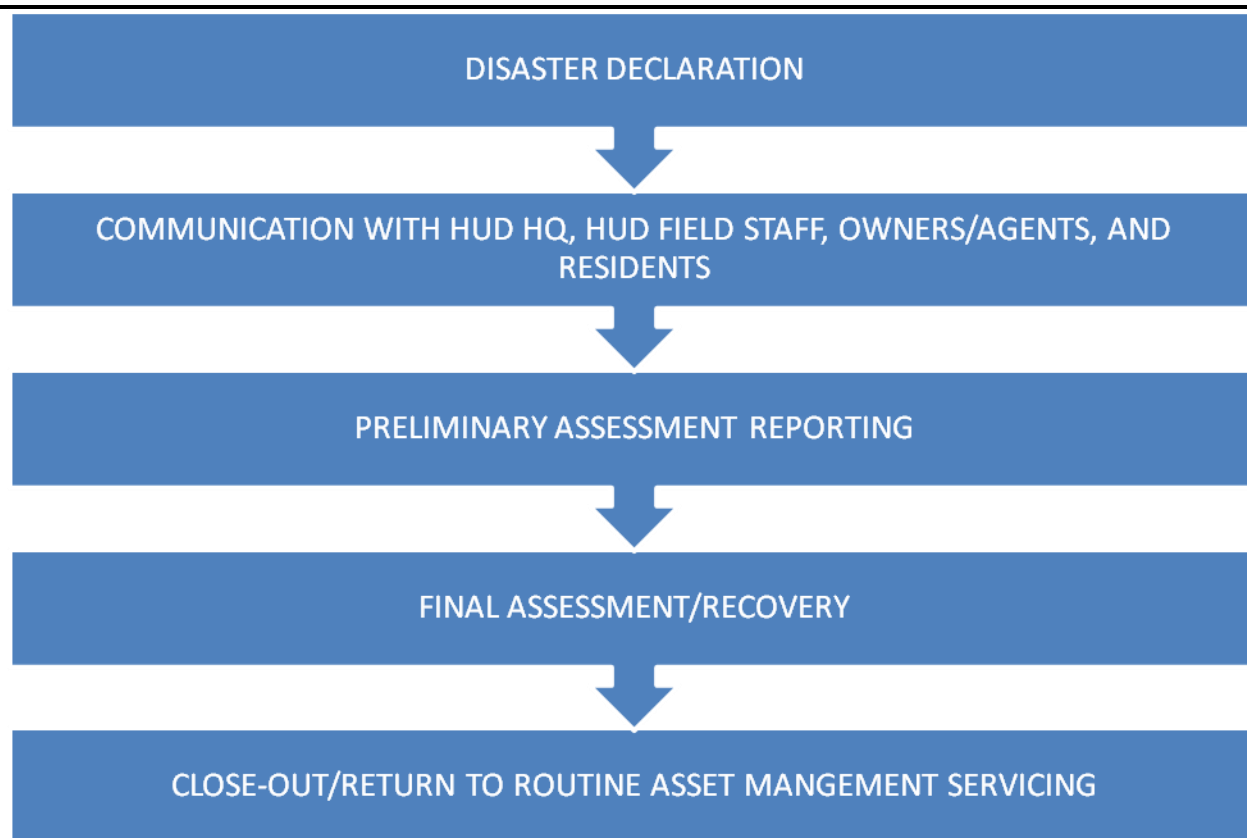 DISASTER DECLARATION
COMMUNICATION WITH HUD HQ, HUD FIELD STAFF, OWNERS/AGENTS, AND
RESIDENTS
PRELIMINARY ASSESSMENT REPORTING
FINAL ASSESSMENT/RECOVERY
CLOSE-OUT/RETURN TO ROUTINE ASSET MANGEMENT SERVICING